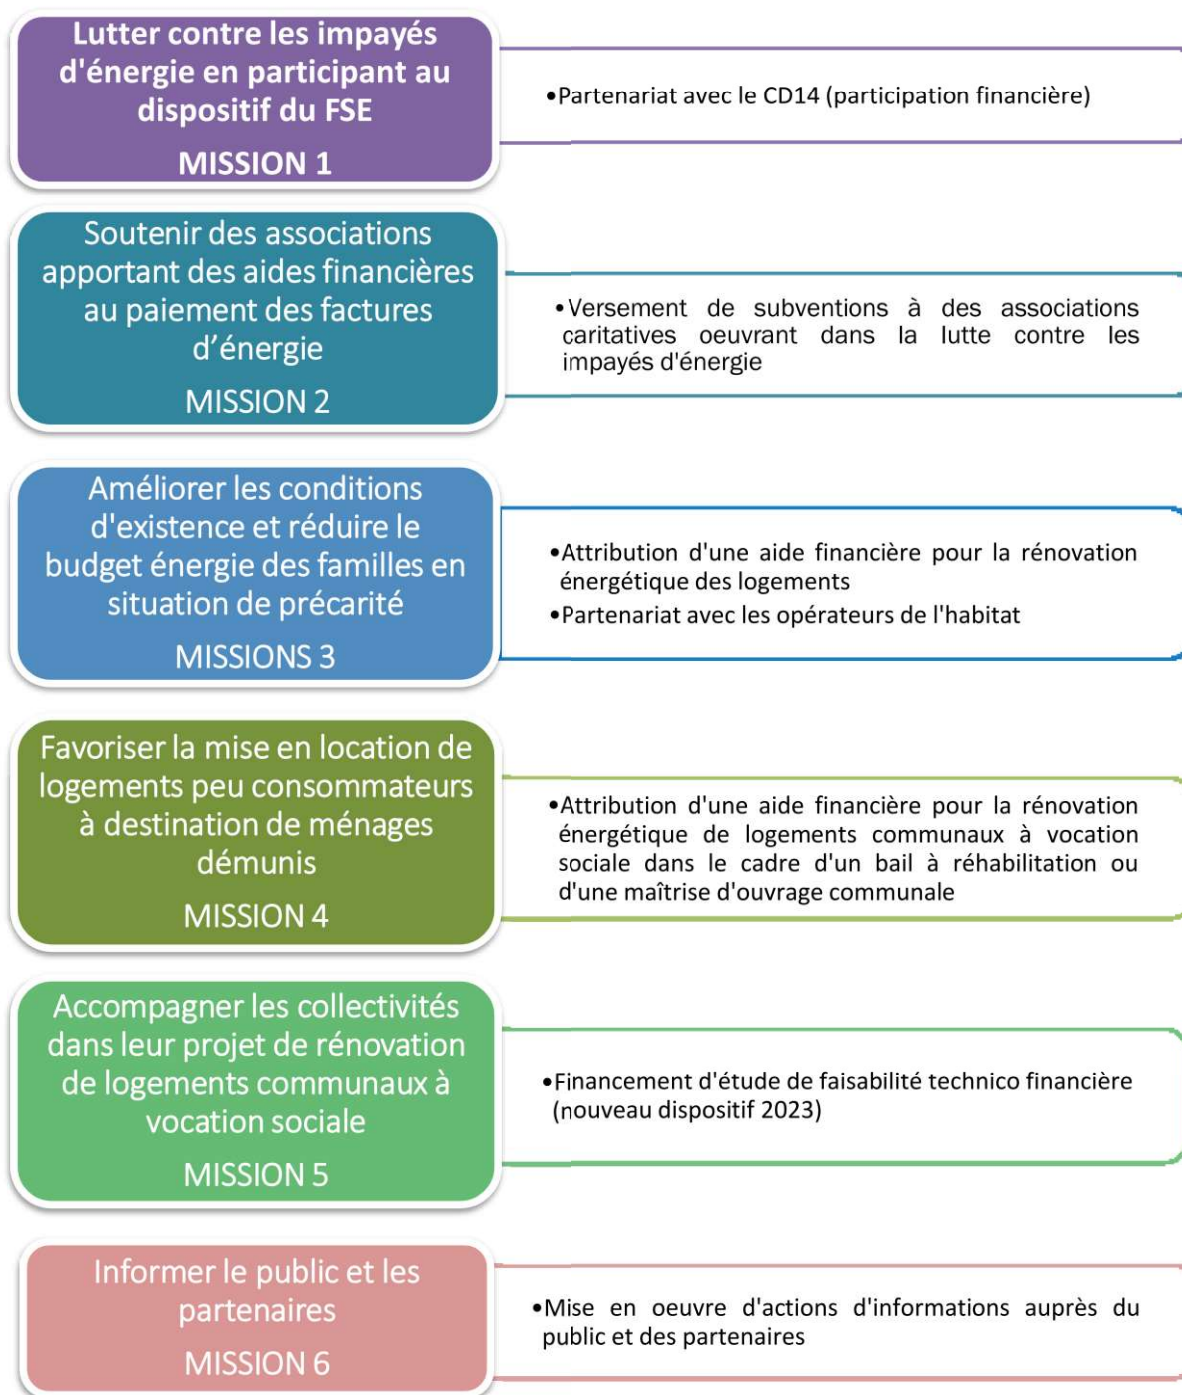 Lutter contre les impayés
d'énergie en participant au
dispositif du FSE
MISSION 1
•Partenariat avec le CD14 (participation financière)
Soutenir des associations
apportant des aides financières
au paiement des factures
d’énergie
MISSION 2
•Versement de subventions à des associations
caritatives oeuvrant dans la lutte contre les
impayés d'énergie
Améliorer les conditions
d'existence et réduire le
budget énergie des familles en
situation de précarité
MISSIONS 3
•Attribution d'une aide financière pour la rénovation
énergétique des logements
•Partenariat avec les opérateurs de l'habitat
Favoriser la mise en location de
logements peu consommateurs
à destination de ménages
démunis
MISSION 4
•Attribution d'une aide financière pour la rénovation
énergétique de logements communaux à vocation
sociale dans le cadre d'un bail à réhabilitation ou
d'une maîtrise d'ouvrage communale
Accompagner les collectivités
dans leur projet de rénovation
de logements communaux à
vocation sociale
MISSION 5
•Financement d'étude de faisabilité technico financière
(nouveau dispositif 2023)
Informer le public et les
partenaires
MISSION 6
•Mise en oeuvre d'actions d'informations auprès du
public et des partenaires